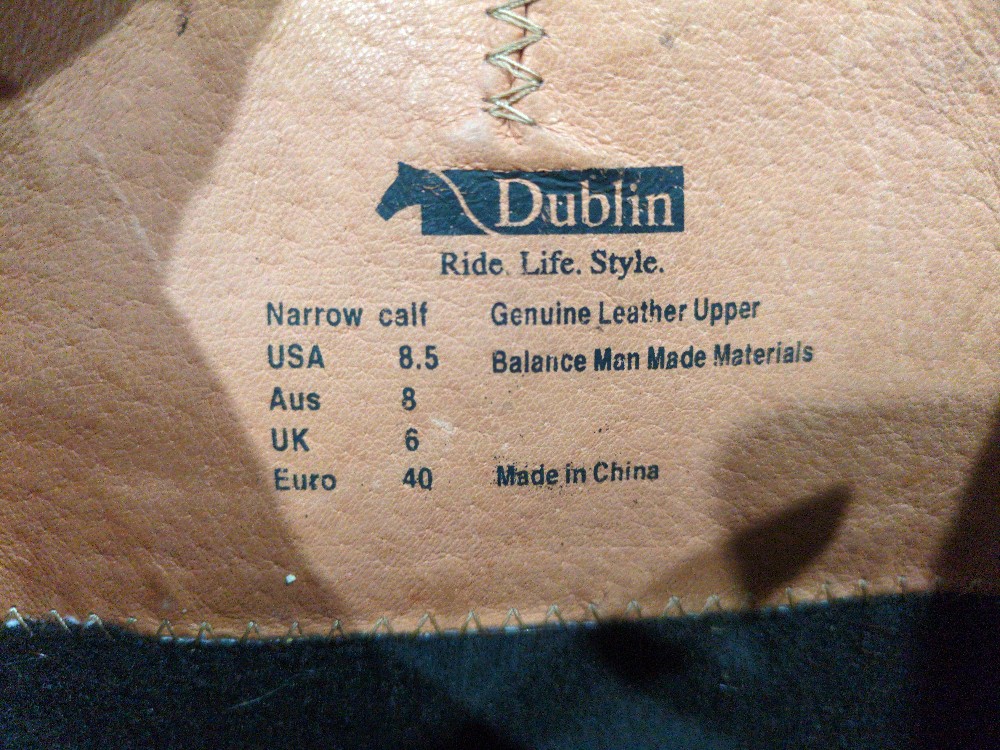 Dublin
Ride. Life. Style.
Narrow calf Genuine Leather Upper
USA 8.5 Balance Man Made Materials
Aus 8
UK 6
Euro 40 Made in China